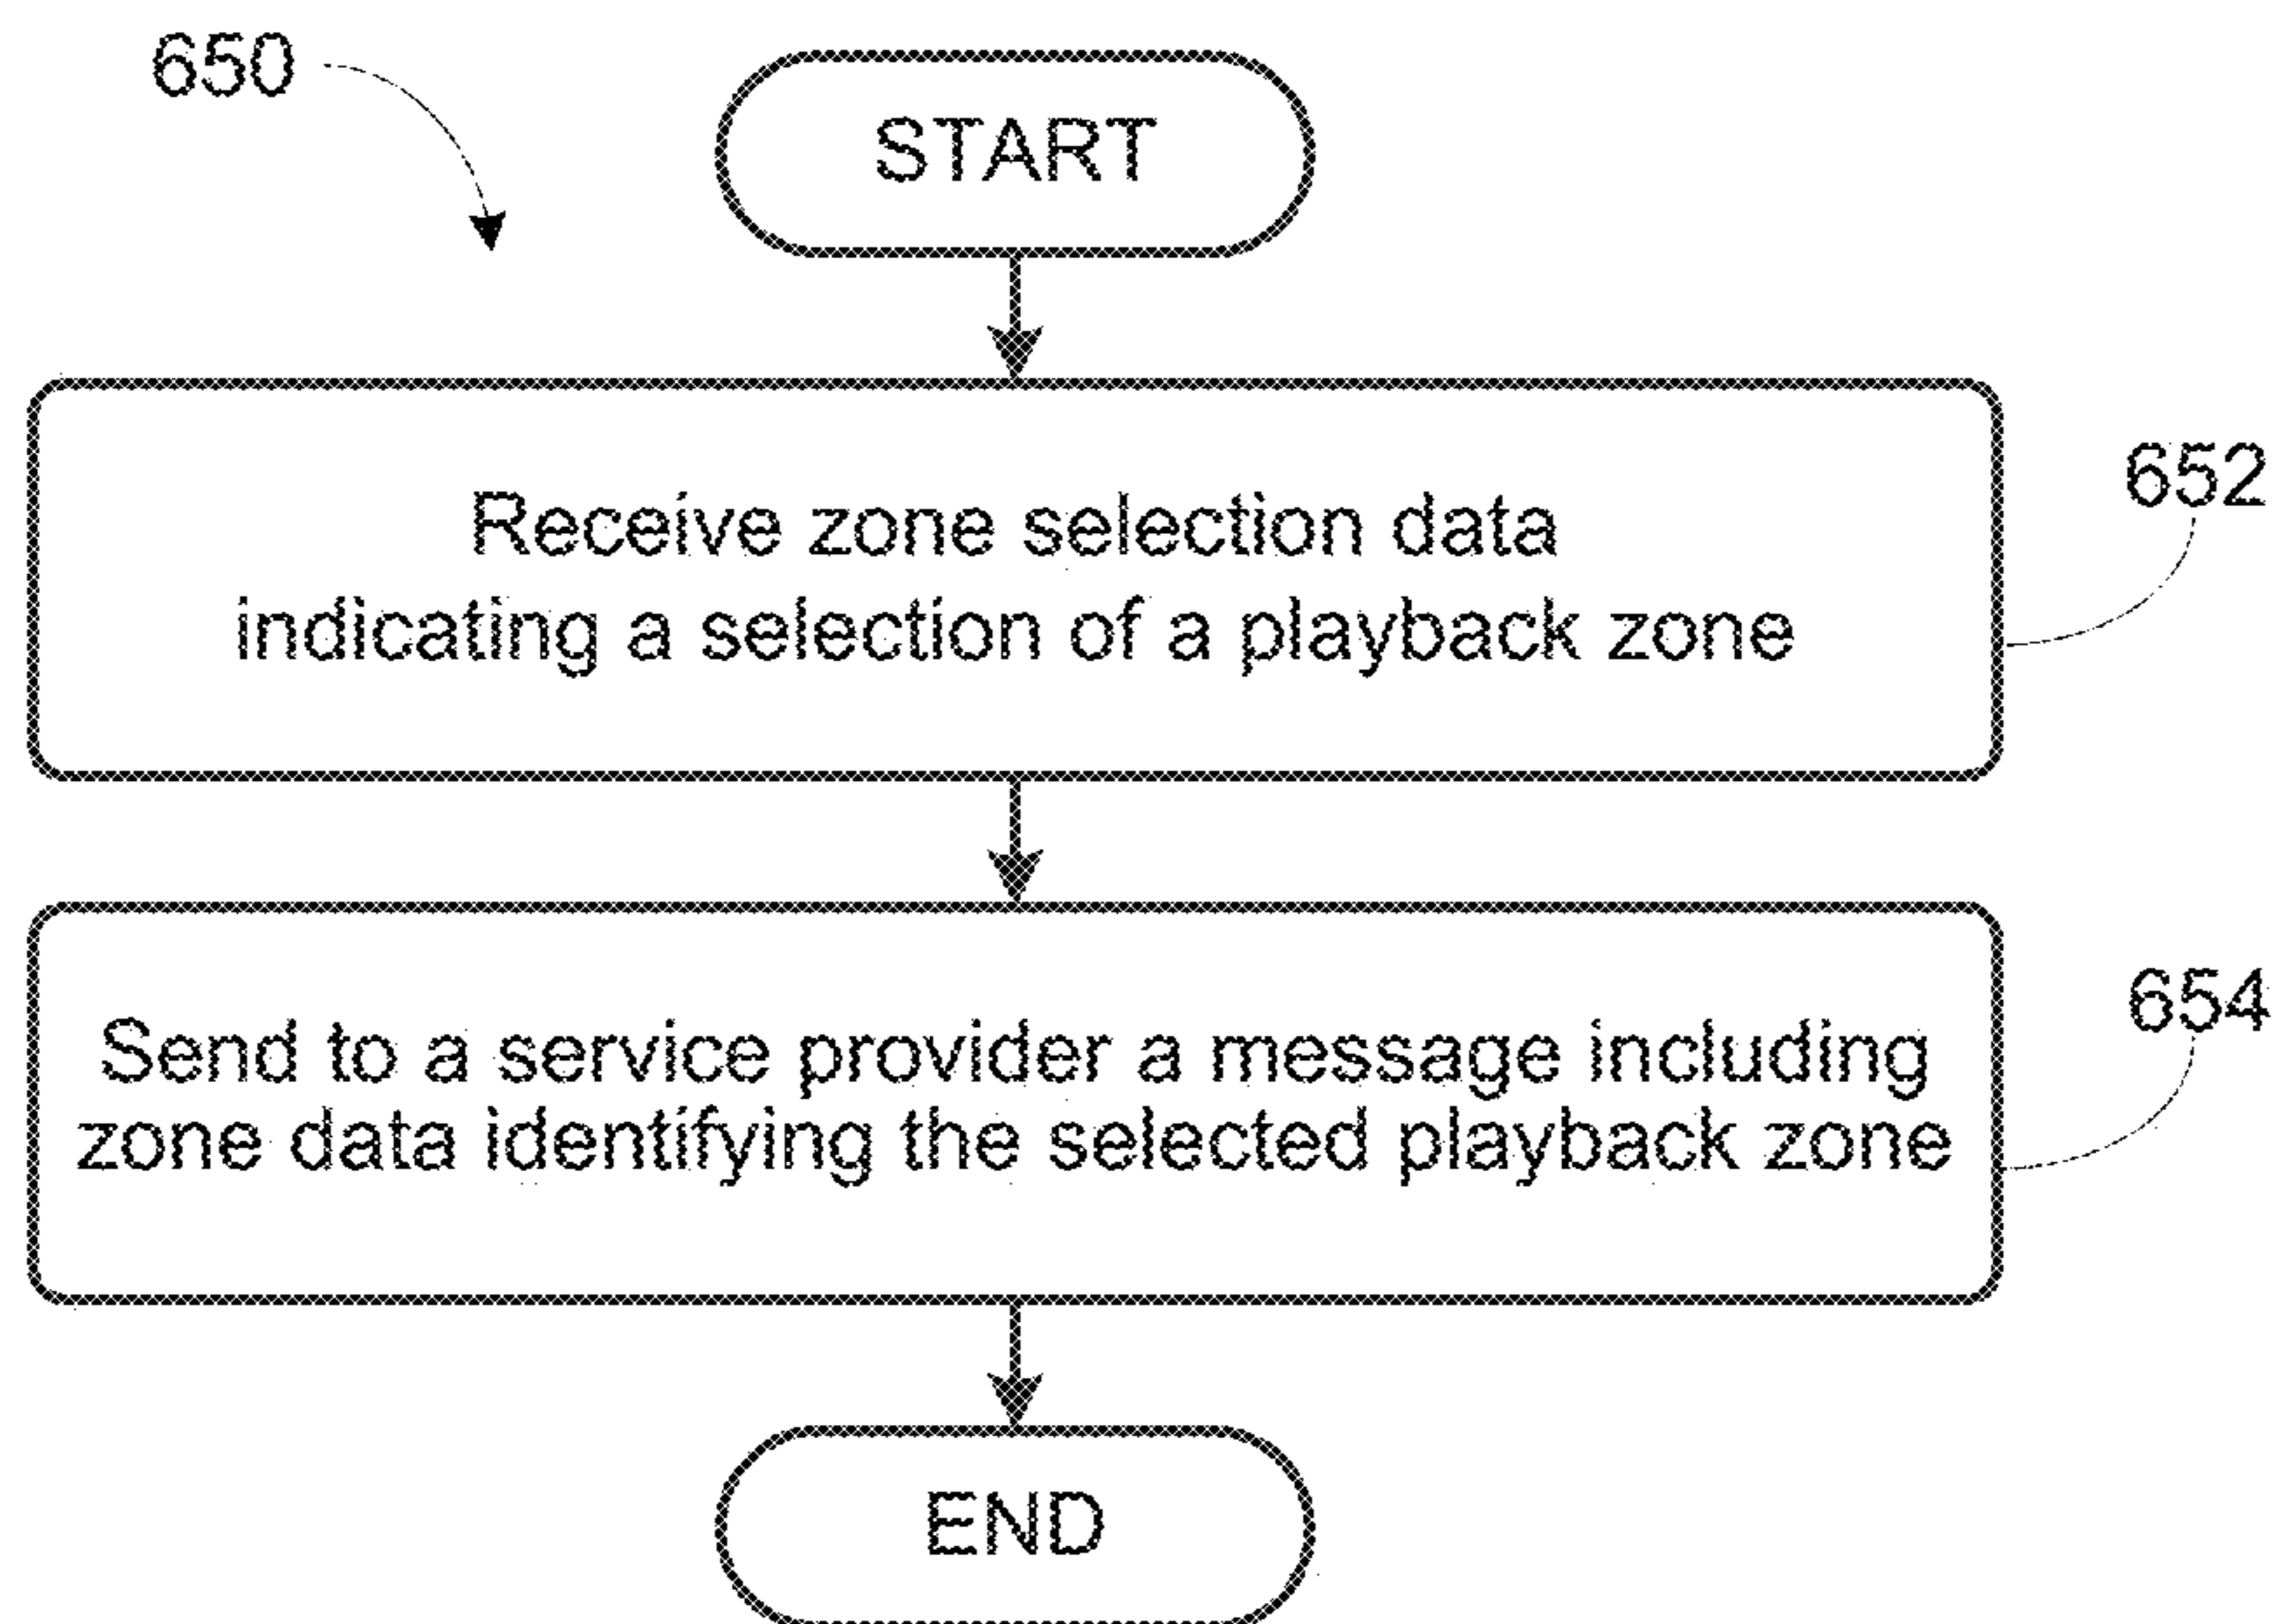 650
START
Receive zone selection data
indicating a selection of a playback zone
652
Send to a service provider a message including
zone data identifying the selected playback zone
654
END